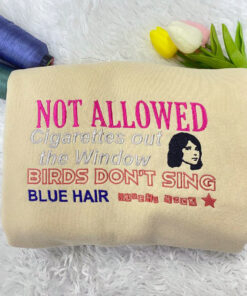 NOT ALLOWED
Cigarettes out
the Window
BIRDS DON'T SING
BLUE HAIR